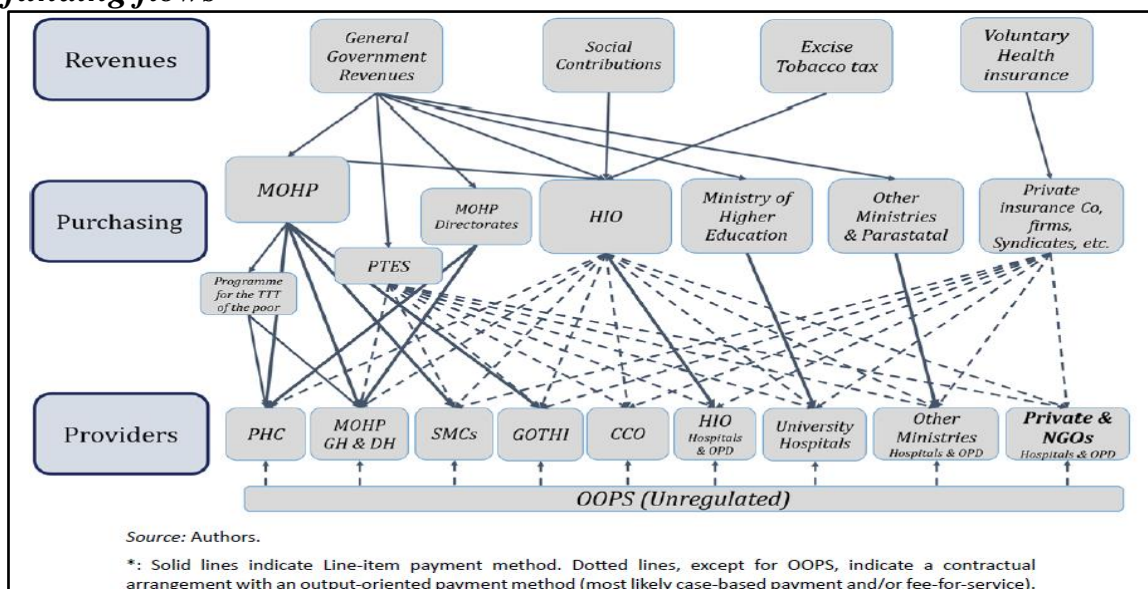 funding flows
Revenues
General
Government
Revenues
Social
Contributions
Excise
Tobacco tax
Voluntary
Health
insurance
Purchasing
MOHP
MOHP
Directorates
HIO
Ministry of
Higher
Education
Other
Ministries
& Parastatal
Private
insurance Co,
firms,
Syndicates, etc.
Programme
for the TTT
of the poor
PTES
Providers
PHC
MOHP
GH & DH
SMCs
GOTHI
CCO
HIO
Hospitals
& OPD
University
Hospitals
Other
Ministries
Hospitals & OPD
Private &
NGOs
Hospitals & OPD
OOPS (Unregulated)
Source: Authors.
*: Solid lines indicate Line-item payment method. Dotted lines, except for OOPS, indicate a contractual
arrangement with an output-oriented payment method (most likely case-based payment and/or fee-for-service).